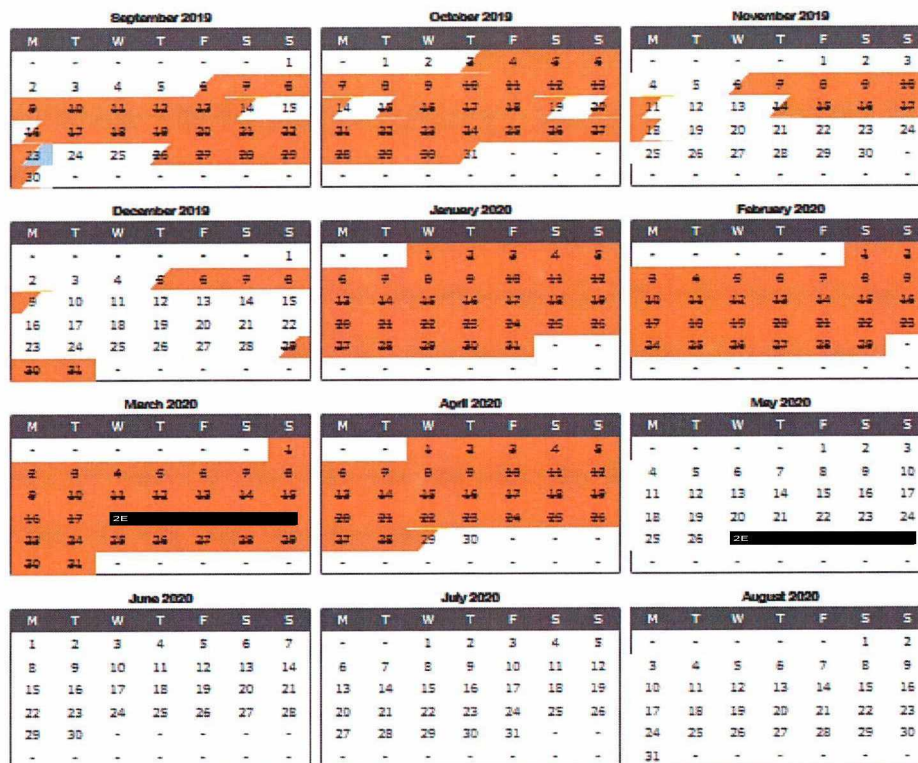 September 2019
M T W T F S S
- - - - - - 1
2 3 4 5 6 7 8
9 10 11 12 13 14 15
16 17 18 19 20 21 22
23 24 25 26 27 28 29
30 - - - - - -
October 2019
M T W T F S S
- 1 2 3 4 5 6
7 8 9 10 11 12 13
14 15 16 17 18 19 20
21 22 23 24 25 26 27
28 29 30 31 - - -
- - - - - - -
November 2019
M T W T F S S
- - - - 1 2 3
4 5 6 7 8 9 10
11 12 13 14 15 16 17
18 19 20 21 22 23 24
25 26 27 28 29 30 -
- - - - - - -
December 2019
M T W T F S S
- - - - - - 1
2 3 4 5 6 7 8
9 10 11 12 13 14 15
16 17 18 19 20 21 22
23 24 25 26 27 28 29
30 31 - - - - -
January 2020
M T W T F S S
- - 1 2 3 4 5
6 7 8 9 10 11 12
13 14 15 16 17 18 19
20 21 22 23 24 25 26
27 28 29 30 31 - -
- - - - - - -
February 2020
M T W T F S S
- - - - - 1 2
3 4 5 6 7 8 9
10 11 12 13 14 15 16
17 18 19 20 21 22 23
24 25 26 27 28 29 -
- - - - - - -
March 2020
M T W T F S S
- - - - - - 1
2 3 4 5 6 7 8
9 10 11 12 13 14 15
16 17 2E
23 24 25 26 27 28 29
30 31 - - - - -
April 2020
M T W T F S S
- - 1 2 3 4 5
6 7 8 9 10 11 12
13 14 15 16 17 18 19
20 21 22 23 24 25 26
27 28 29 30 - - -
- - - - - - -
May 2020
M T W T F S S
- - - - 1 2 3
4 5 6 7 8 9 10
11 12 13 14 15 16 17
18 19 20 21 22 23 24
25 26 2E
- - - - - - -
June 2020
M T W T F S S
1 2 3 4 5 6 7
8 9 10 11 12 13 14
15 16 17 18 19 20 21
22 23 24 25 26 27 28
29 30 - - - - -
- - - - - - -
July 2020
M T W T F S S
- - 1 2 3 4 5
6 7 8 9 10 11 12
13 14 15 16 17 18 19
20 21 22 23 24 25 26
27 28 29 30 31 - -
- - - - - - -
August 2020
M T W T F S S
- - - - - 1 2
3 4 5 6 7 8 9
10 11 12 13 14 15 16
17 18 19 20 21 22 23
24 25 26 27 28 29 30
31 - - - - - -